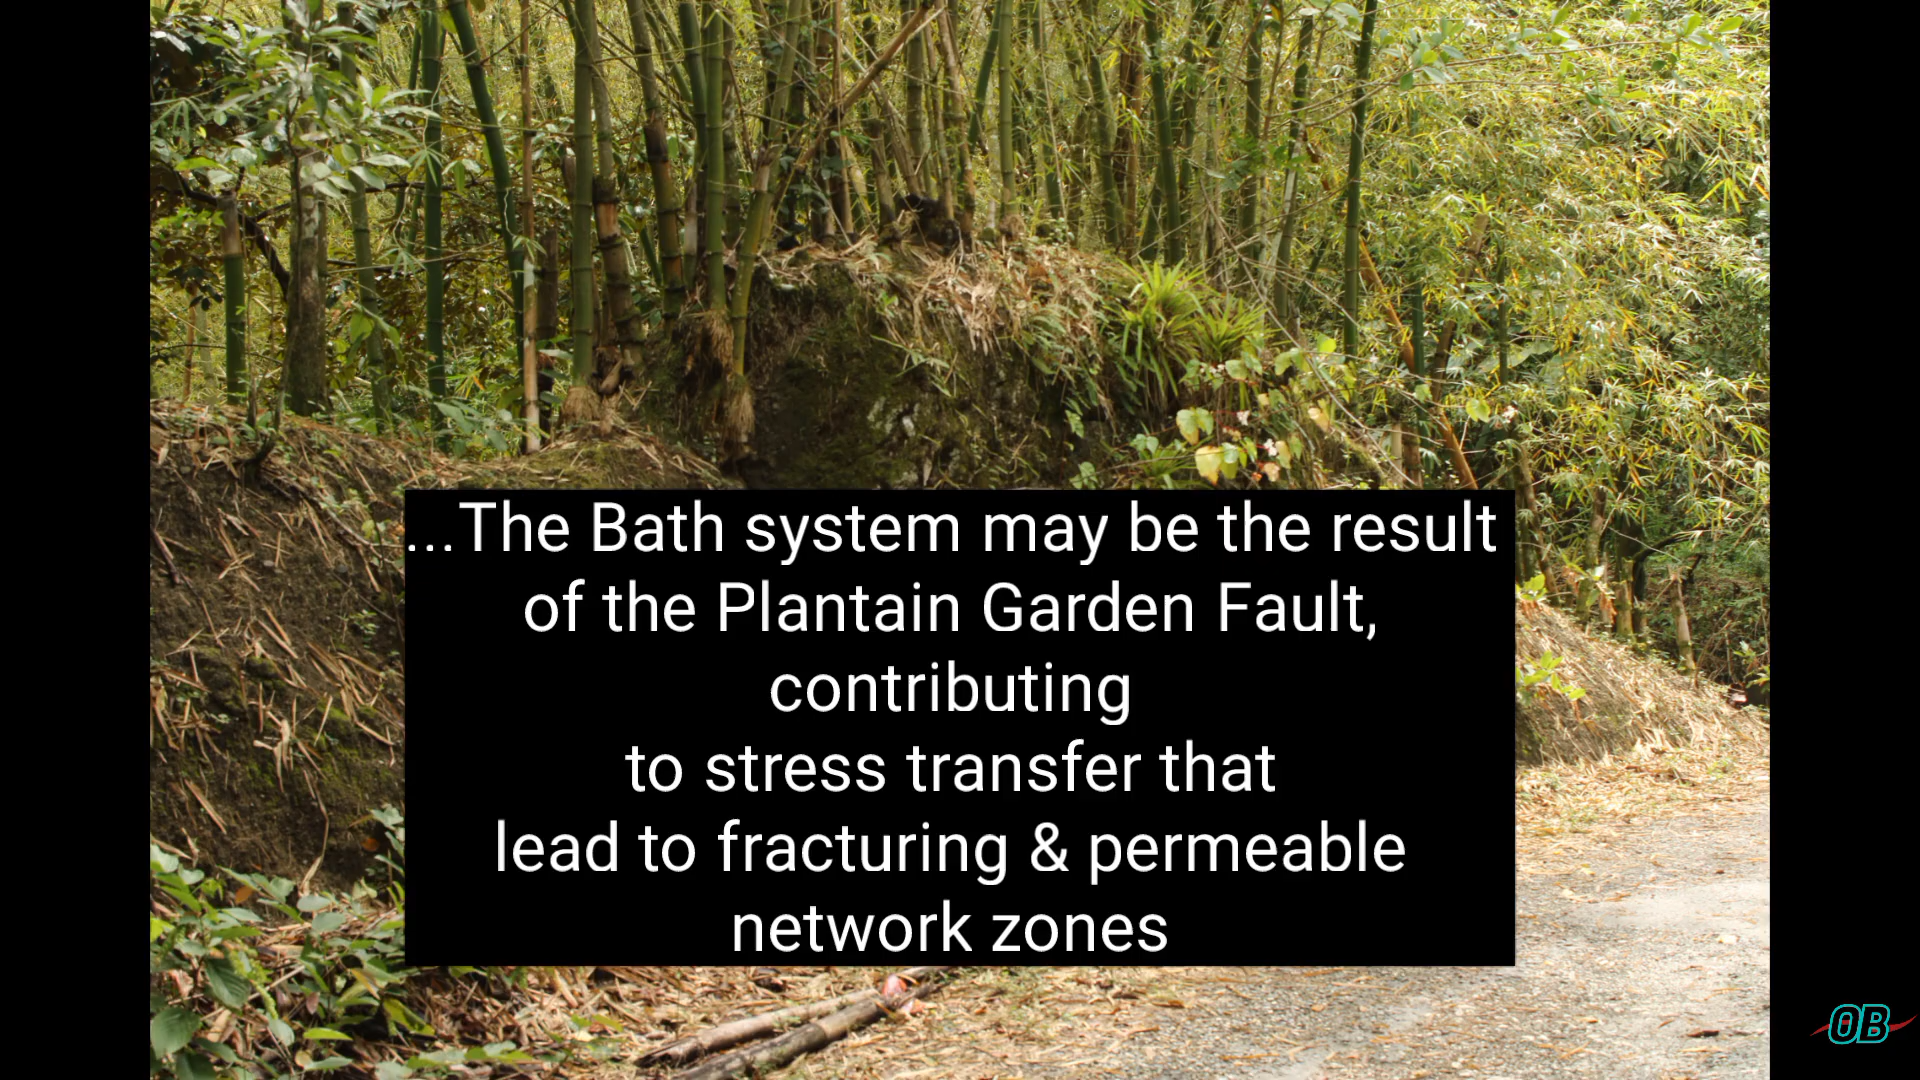 ...The Bath system may be the result
of the Plantain Garden Fault,
contributing
to stress transfer that
lead to fracturing & permeable
network zones
OB